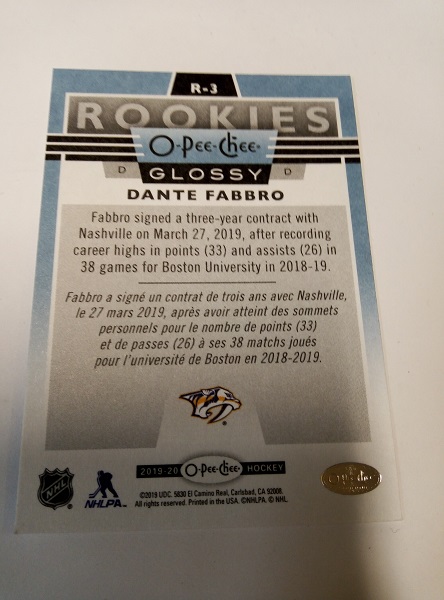 R-3
ROOKIES
O-Pee-Chee
D D
GLOSSY
DANTE FABBRO
Fabbro signed a three-year contract with
Nashville on March 27, 2019, after recording
career highs in points (33) and assists (26) in
38 games for Boston University in 2018-19.
Fabbro a signé un contrat de trois ans avec Nashville,
le 27 mars 2019, après avoir atteint des sommets
personnels pour le nombre de points (33)
et de passes (26) à ses 38 matchs joués
pour l'université de Boston en 2018-2019.
2019-20 O-Pee-Chee HOCKEY
NHL NHLPA
©2019 UDC. 5830 El Camino Real, Carlsbad, CA 92008.
All rights reserved. Printed in the USA. ©NHLPA. © NHL.